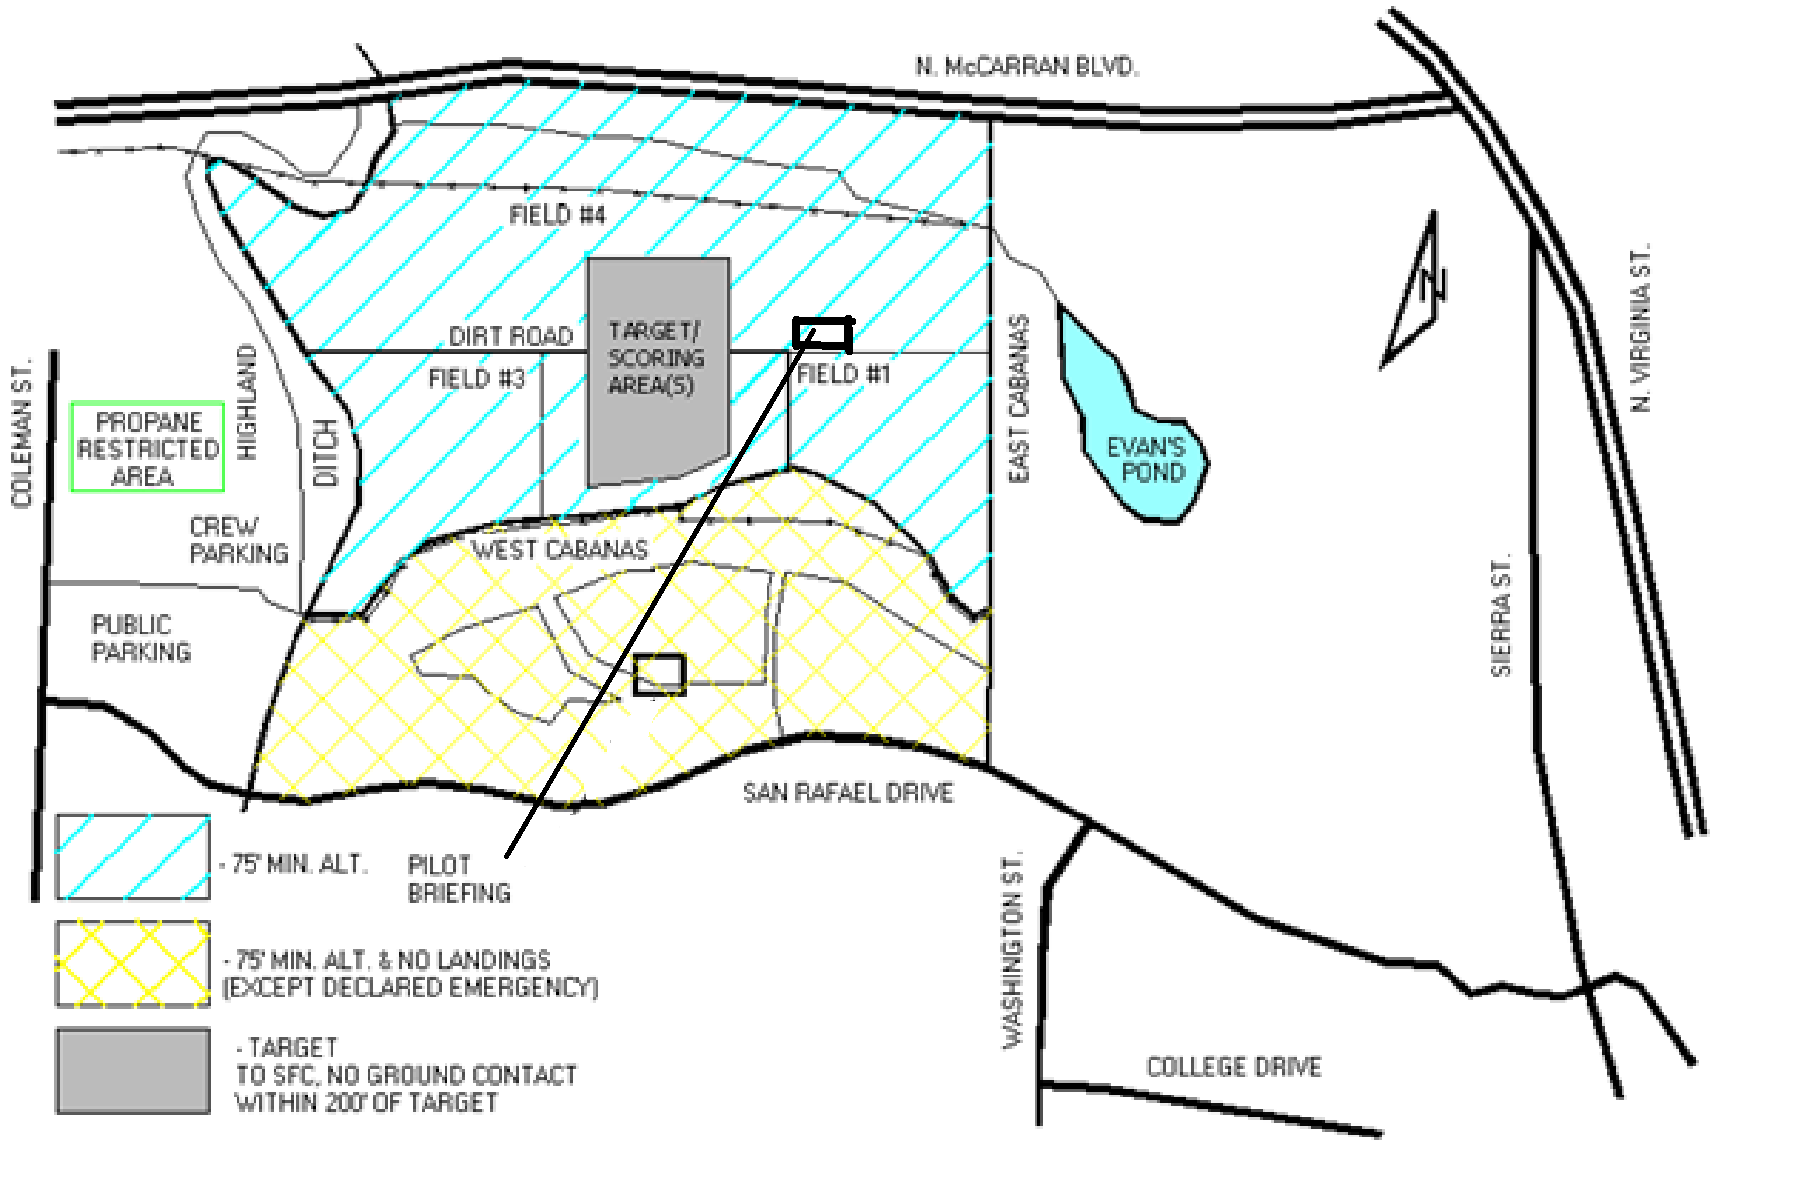 N. McCARRAN BLVD.
FIELD #4
N
N. VIRGINIA ST.
DIRT ROAD
TARGET/
SCORING
AREA(S)
FIELD #3
FIELD #1
EAST CABANAS
COLEMAN ST.
HIGHLAND
DITCH
PROPANE
RESTRICTED
AREA
EVAN'S
POND
CREW
PARKING
WEST CABANAS
PUBLIC
PARKING
SIERRA ST.
SAN RAFAEL DRIVE
- 75' MIN. ALT.
PILOT
BRIEFING
WASHINGTON ST.
- 75' MIN. ALT. & NO LANDINGS
(EXCEPT DECLARED EMERGENCY)
- TARGET
TO SFC, NO GROUND CONTACT
WITHIN 200' OF TARGET
COLLEGE DRIVE